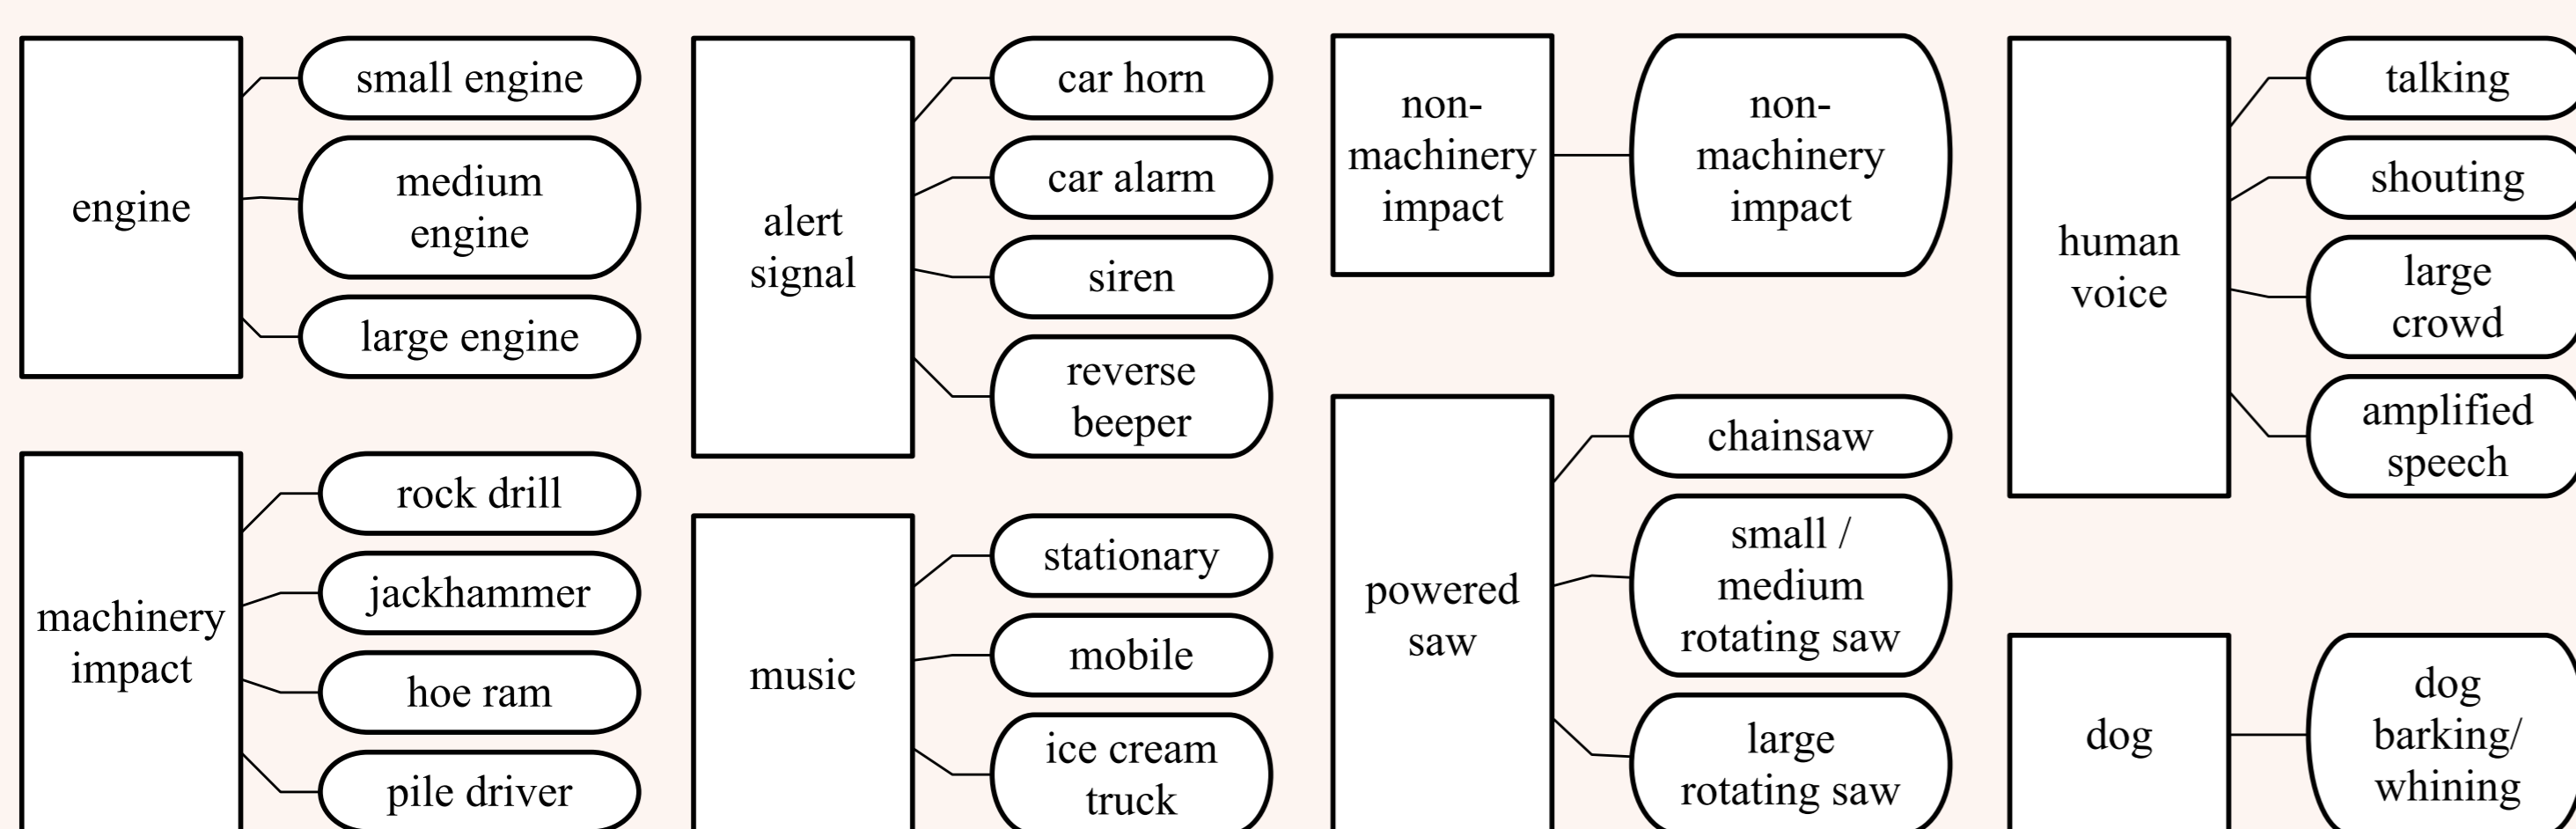 engine
small engine
medium
engine
large engine
machinery
impact
rock drill
jackhammer
hoe ram
pile driver
alert
signal
car horn
car alarm
siren
reverse
beeper
music
stationary
mobile
ice cream
truck
non-
machinery
impact
non-
machinery
impact
powered
saw
chainsaw
small /
medium
rotating saw
large
rotating saw
human
voice
talking
shouting
large
crowd
amplified
speech
dog
dog
barking/
whining